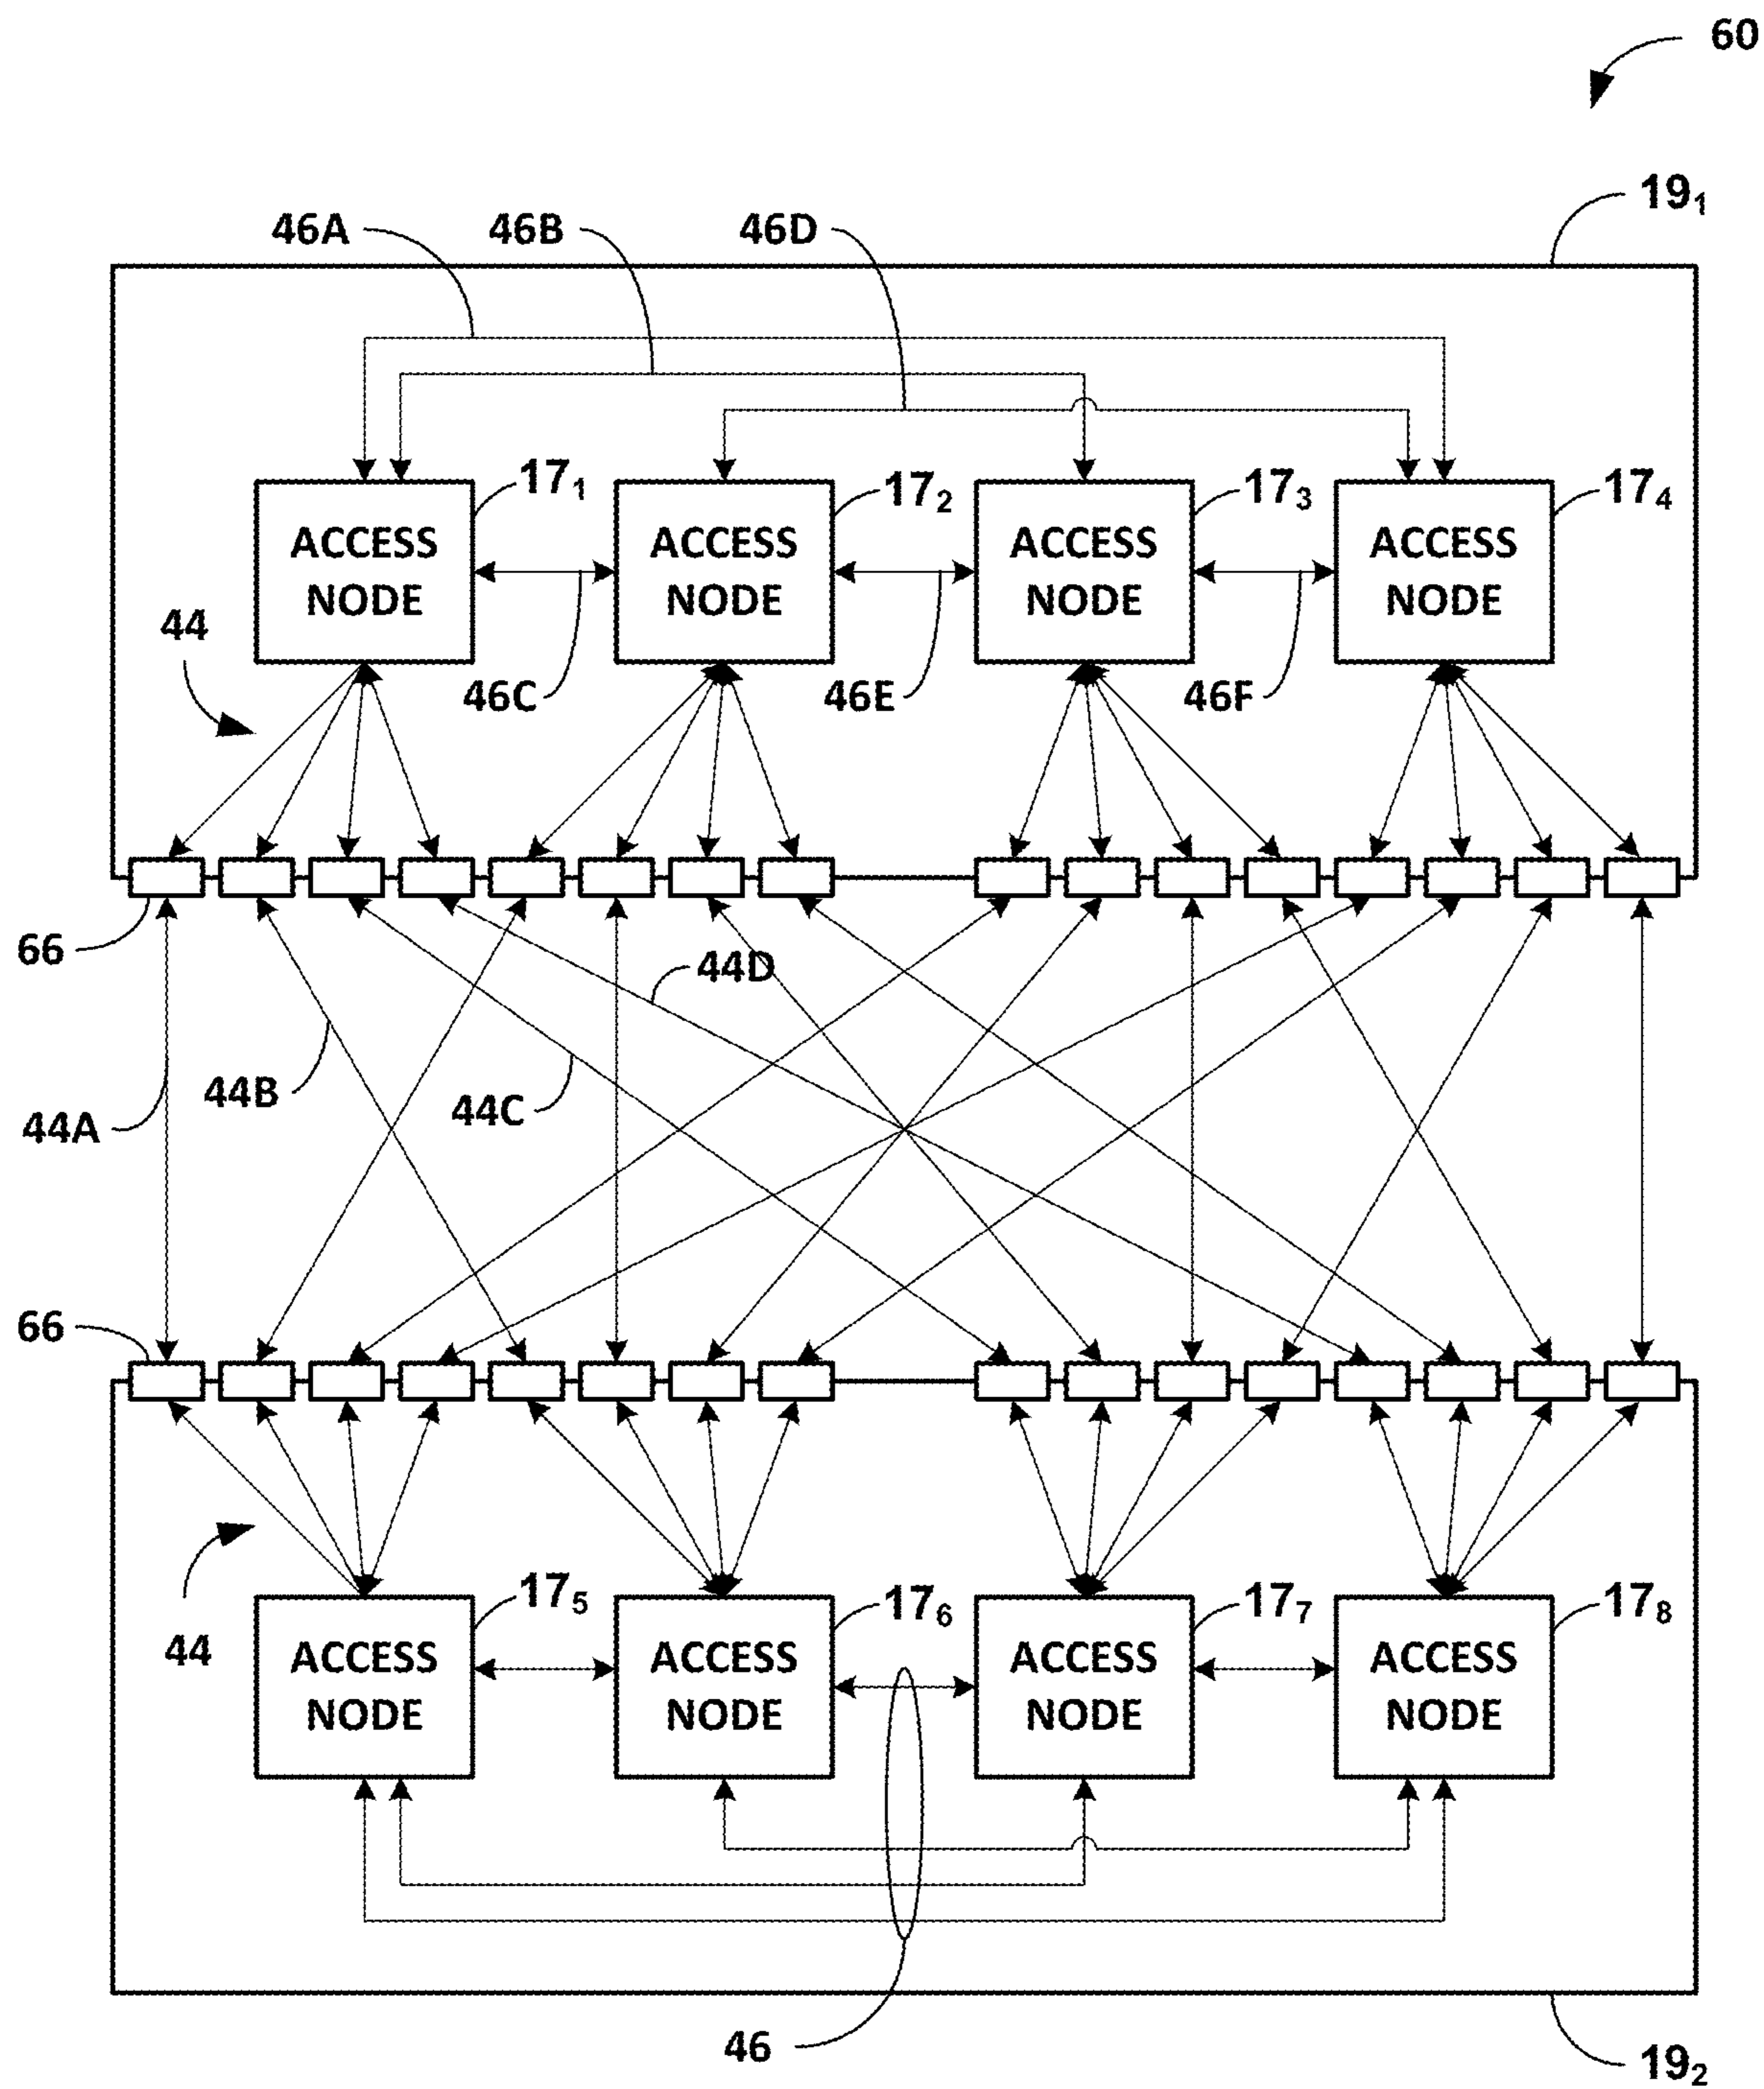 60
19₁
46A 46B 46D
17₁ 17₂ 17₃ 17₄
ACCESS NODE
ACCESS NODE
ACCESS NODE
ACCESS NODE
44
46C 46E 46F
66
44D
44B
44C
44A
66
17₅ 17₆ 17₇ 17₈
44
ACCESS NODE
ACCESS NODE
ACCESS NODE
ACCESS NODE
46
19₂